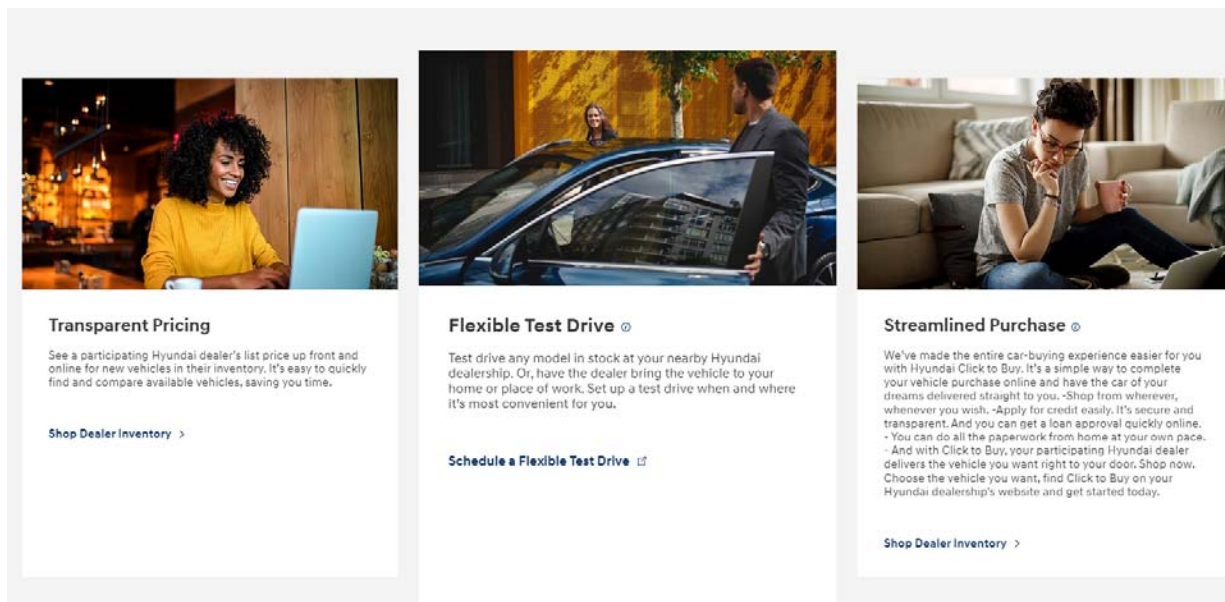 Transparent Pricing
See a participating Hyundai dealer's list price up front and
online for new vehicles in their inventory. It's easy to quickly
find and compare available vehicles, saving you time.
Shop Dealer Inventory >
Flexible Test Drive
Test drive any model in stock at your nearby Hyundai
dealership. Or, have the dealer bring the vehicle to your
home or place of work. Set up a test drive when and where
it's most convenient for you.
Schedule a Flexible Test Drive
Streamlined Purchase
We've made the entire car-buying experience easier for you
with Hyundai Click to Buy. It's a simple way to complete
your vehicle purchase online and have the car of your
dreams delivered straight to you. -Shop from wherever,
whenever you wish. -Apply for credit easily. It's secure and
transparent. And you can get a loan approval quickly online.
- You can do all the paperwork from home at your own pace.
- And with Click to Buy, your participating Hyundai dealer
delivers the vehicle you want right to your door. Shop now.
Choose the vehicle you want, find Click to Buy on your
Hyundai dealership's website and get started today.
Shop Dealer Inventory >